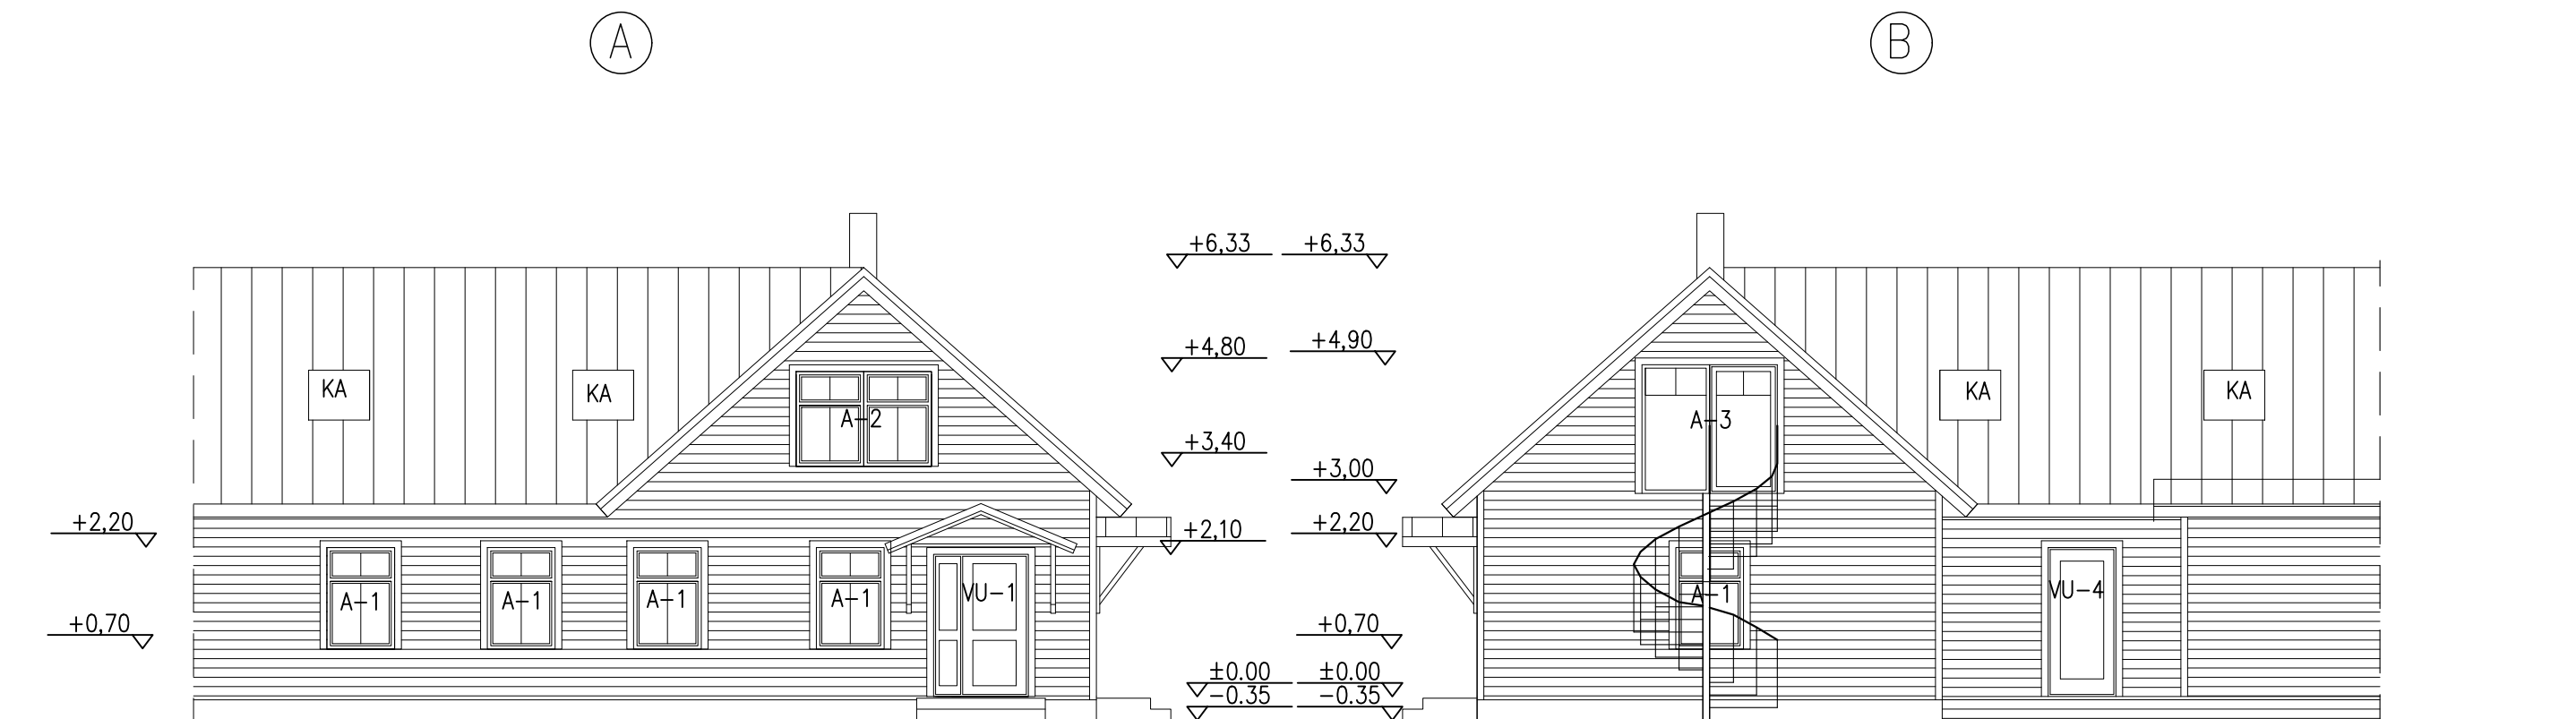 A
B
+6,33
+6,33
+4,80
+4,90
KA
KA
KA
KA
A-2
A-3
+3,40
+3,00
+2,20
+2,10
+2,20
A-1
A-1
A-1
A-1
VU-1
A-1
VU-4
+0,70
+0,70
±0.00
±0.00
-0.35
-0.35